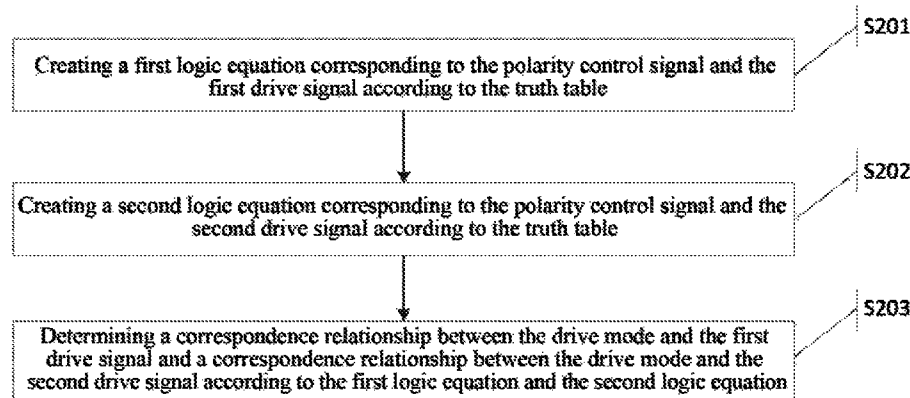 S201
Creating a first logic equation corresponding to the polarity control signal and the
first drive signal according to the truth table
S202
Creating a second logic equation corresponding to the polarity control signal and the
second drive signal according to the truth table
S203
Determining a correspondence relationship between the drive mode and the first
drive signal and a correspondence relationship between the drive mode and the
second drive signal according to the first logic equation and the second logic equation